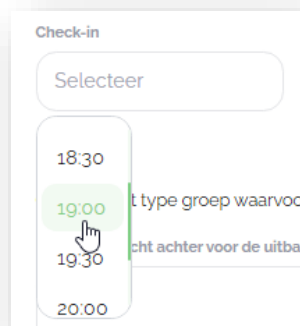 Check-in
Selecteer
18:30
19:00
t type groep waarvoo
cht achter voor de uitba
19:30
20:00